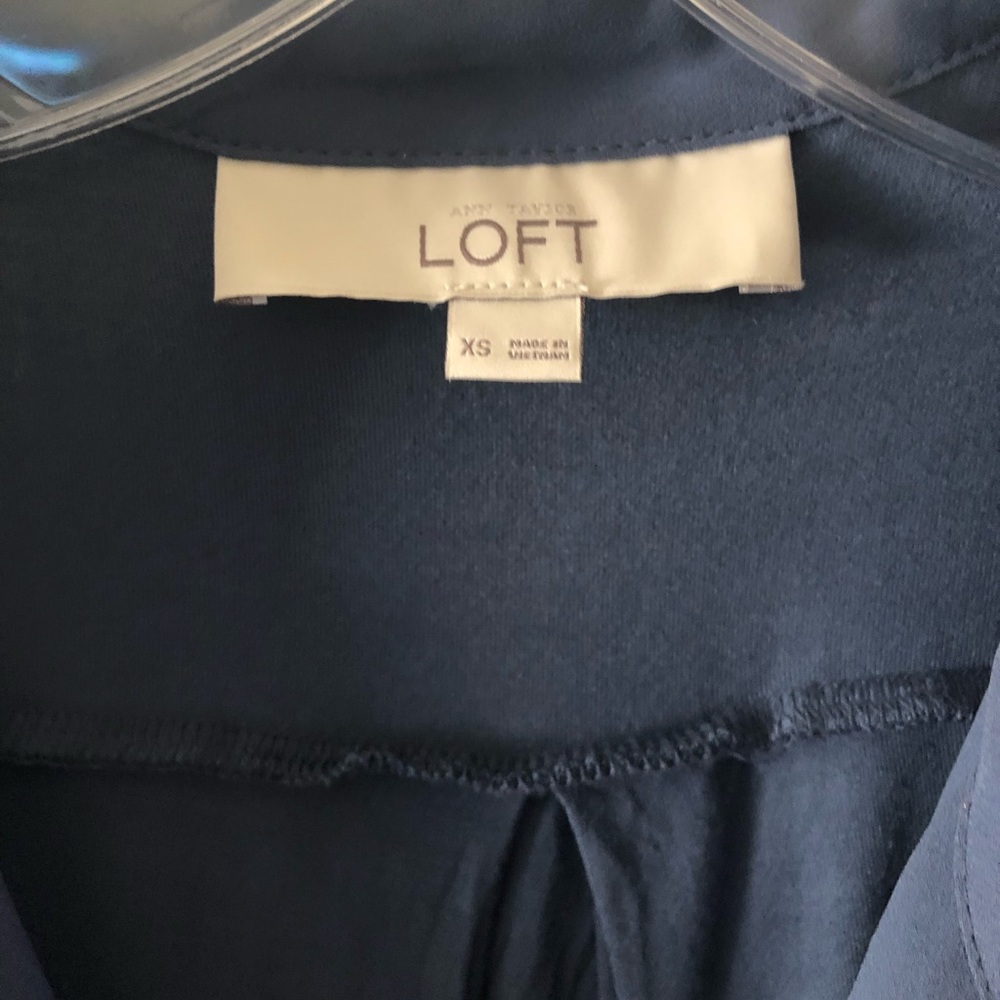 ANN TAYLOR
LOFT
XS
MADE IN
VIETNAM